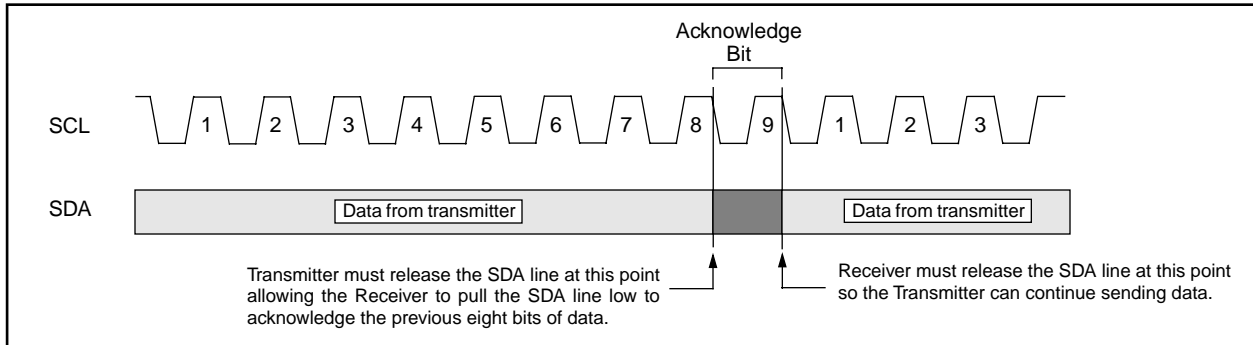 Acknowledge
Bit
SCL
1 2 3 4 5 6 7 8 9 1 2 3
SDA
Data from transmitter
Data from transmitter
Transmitter must release the SDA line at this point
allowing the Receiver to pull the SDA line low to
acknowledge the previous eight bits of data.
Receiver must release the SDA line at this point
so the Transmitter can continue sending data.